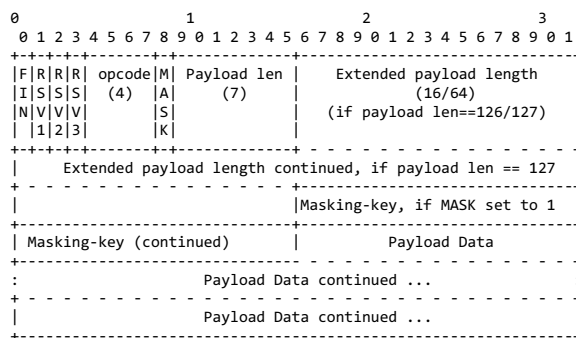 0                   1                   2                   3
 0 1 2 3 4 5 6 7 8 9 0 1 2 3 4 5 6 7 8 9 0 1 2 3 4 5 6 7 8 9 0 1
+-+-+-+-+-------+-+-------------+-------------------------------
|F|R|R|R| opcode|M| Payload len |    Extended payload length
|I|S|S|S|  (4)  |A|     (7)     |             (16/64)
|N|V|V|V|       |S|             |   (if payload len==126/127)
| |1|2|3|       |K|             |
+-+-+-+-+-------+-+-------------+ - - - - - - - - - - - - - - -
|     Extended payload length continued, if payload len == 127
+ - - - - - - - - - - - - - - - +-------------------------------
|                               |Masking-key, if MASK set to 1
+-------------------------------+-------------------------------
| Masking-key (continued)       |          Payload Data
+-------------------------------- - - - - - - - - - - - - - - -
:                     Payload Data continued ...
+ - - - - - - - - - - - - - - - - - - - - - - - - - - - - - - -
|                     Payload Data continued ...
+---------------------------------------------------------------